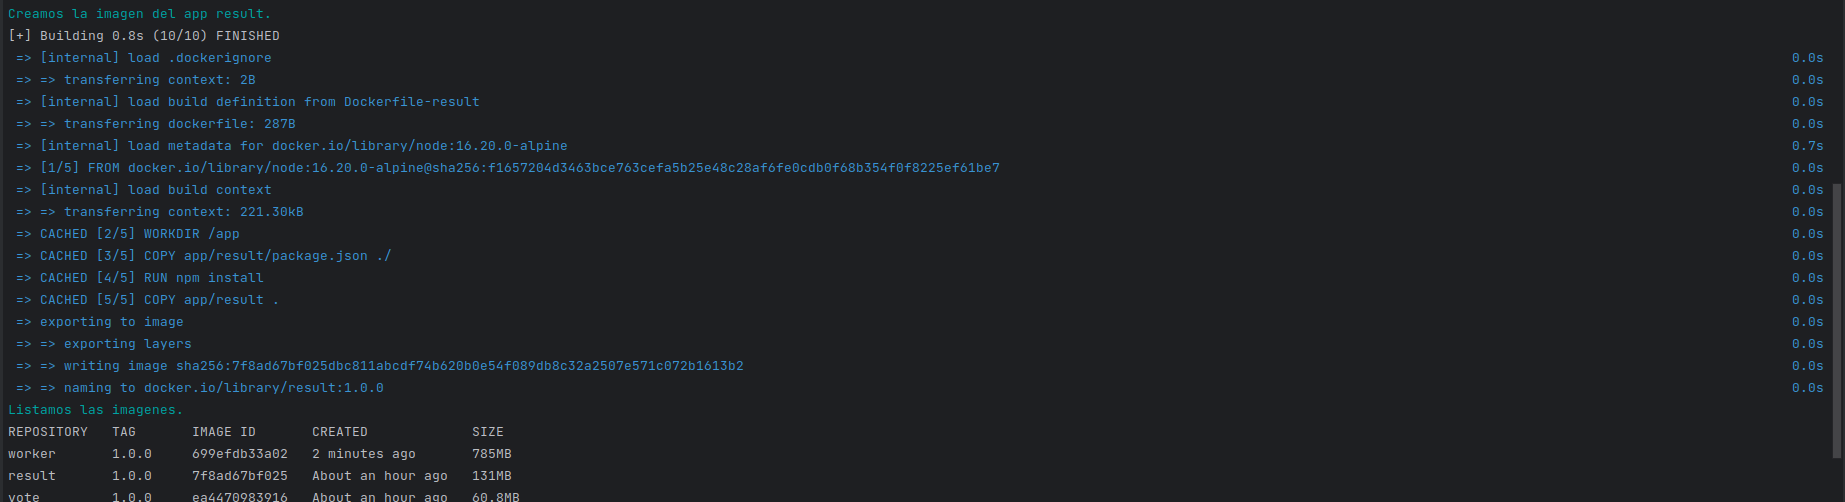 Creamos la imagen del app result.
[+] Building 0.8s (10/10) FINISHED
=> [internal] load .dockerignore 0.0s
=> => transferring context: 2B 0.0s
=> [internal] load build definition from Dockerfile-result 0.0s
=> => transferring dockerfile: 287B 0.0s
=> [internal] load metadata for docker.io/library/node:16.20.0-alpine 0.7s
=> [1/5] FROM docker.io/library/node:16.20.0-alpine@sha256:f1657204d3463bce763cefa5b25e48c28af6fe0cdb0f68b354f0f8225ef61be7 0.0s
=> [internal] load build context 0.0s
=> => transferring context: 221.30kB 0.0s
=> CACHED [2/5] WORKDIR /app 0.0s
=> CACHED [3/5] COPY app/result/package.json ./ 0.0s
=> CACHED [4/5] RUN npm install 0.0s
=> CACHED [5/5] COPY app/result . 0.0s
=> exporting to image 0.0s
=> => exporting layers 0.0s
=> => writing image sha256:7f8ad67bf025dbc811abcdf74b620b0e54f089db8c32a2507e571c072b1613b2 0.0s
=> => naming to docker.io/library/result:1.0.0 0.0s
Listamos las imagenes.
REPOSITORY TAG IMAGE ID CREATED SIZE
worker 1.0.0 699efdb33a02 2 minutes ago 785MB
result 1.0.0 7f8ad67bf025 About an hour ago 131MB
vote 1.0.0 ea4470983916 About an hour ago 60.8MB